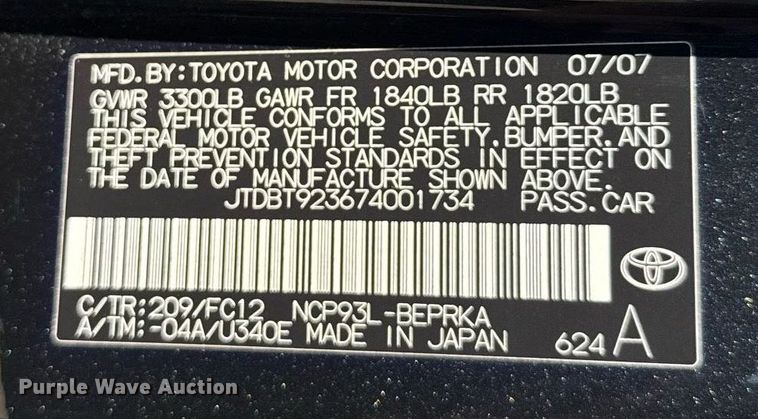 MFD. BY: TOYOTA MOTOR CORPORATION 07/07
GVWR 3300LB GAWR FR 1840LB RR 1820LB
THIS VEHICLE CONFORMS TO ALL APPLICABLE
FEDERAL MOTOR VEHICLE SAFETY, BUMPER, AND
THEFT PREVENTION STANDARDS IN EFFECT ON
THE DATE OF MANUFACTURE SHOWN ABOVE.
JTDBT923674001734 PASS.CAR
C/TR: 209/FC12 NCP93L-BEPRKA
A/TM: -04A/U340E MADE IN JAPAN 624 A
Purple Wave Auction